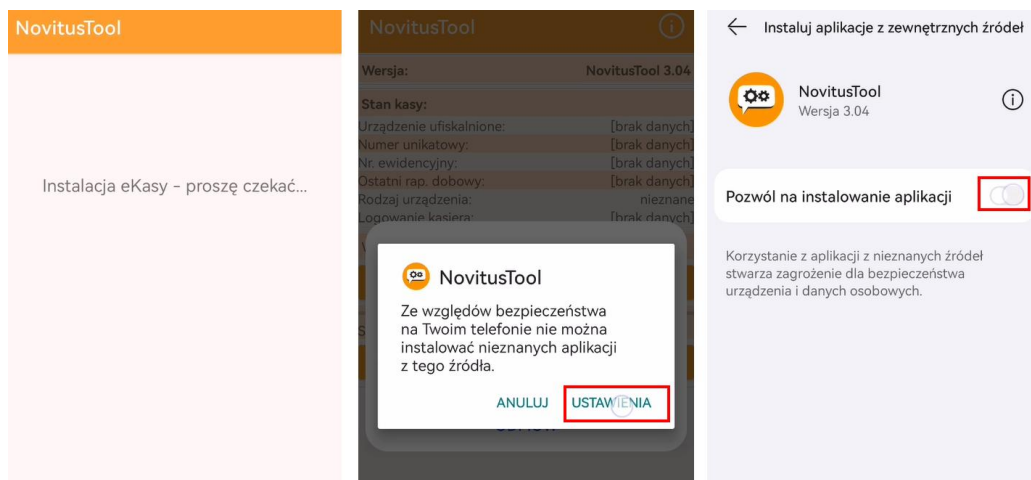 NovitusTool
Instalacja eKasy - proszę czekać...
NovitusTool
Wersja: NovitusTool 3.04
Stan kasy:
Urządzenie ufiskalnione: [brak danych]
Numer unikatowy: [brak danych]
Nr. ewidencyjny: [brak danych]
Ostatni rap. dobowy: [brak danych]
Rodzaj urządzenia: nieznane
Logowanie kasjera: [brak danych]
NovitusTool
Ze względów bezpieczeństwa
na Twoim telefonie nie można
instalować nieznanych aplikacji
z tego źródła.
ANULUJ USTAWIENIA
Instaluj aplikacje z zewnętrznych źródeł
NovitusTool
Wersja 3.04
Pozwól na instalowanie aplikacji
Korzystanie z aplikacji z nieznanych źródeł
stwarza zagrożenie dla bezpieczeństwa
urządzenia i danych osobowych.